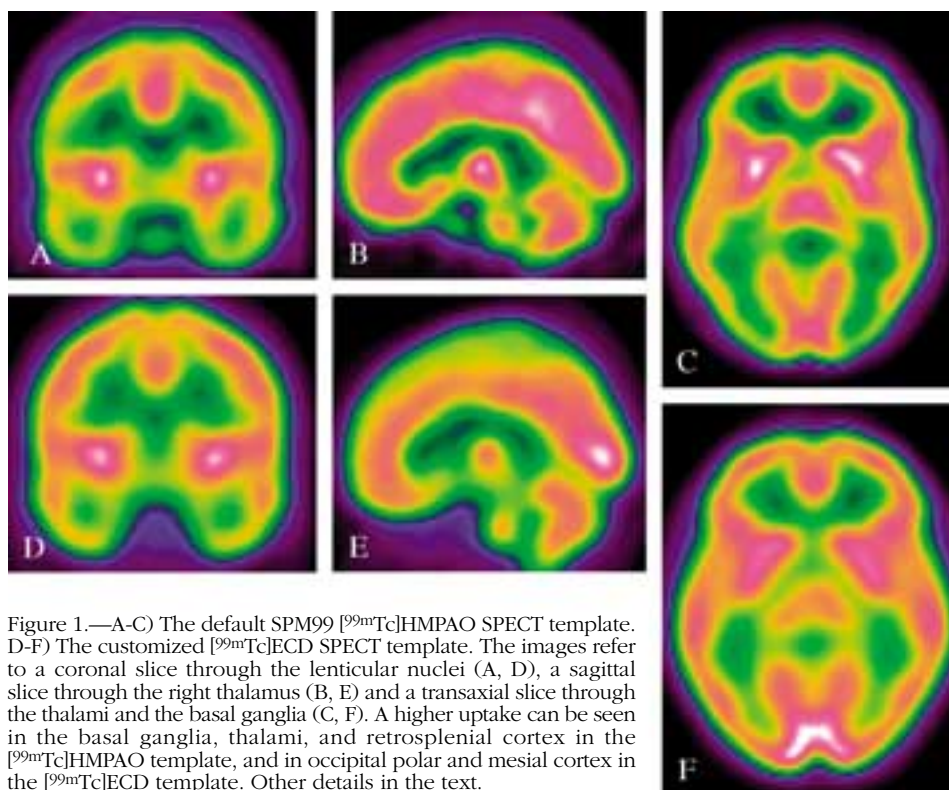 A
B
C
D
E
F
Figure 1.—A-C) The default SPM99 [99mTc]HMPAO SPECT template.
D-F) The customized [99mTc]ECD SPECT template. The images refer
to a coronal slice through the lenticular nuclei (A, D), a sagittal
slice through the right thalamus (B, E) and a transaxial slice through
the thalami and the basal ganglia (C, F). A higher uptake can be seen
in the basal ganglia, thalami, and retrosplenial cortex in the
[99mTc]HMPAO template, and in occipital polar and mesial cortex in
the [99mTc]ECD template. Other details in the text.